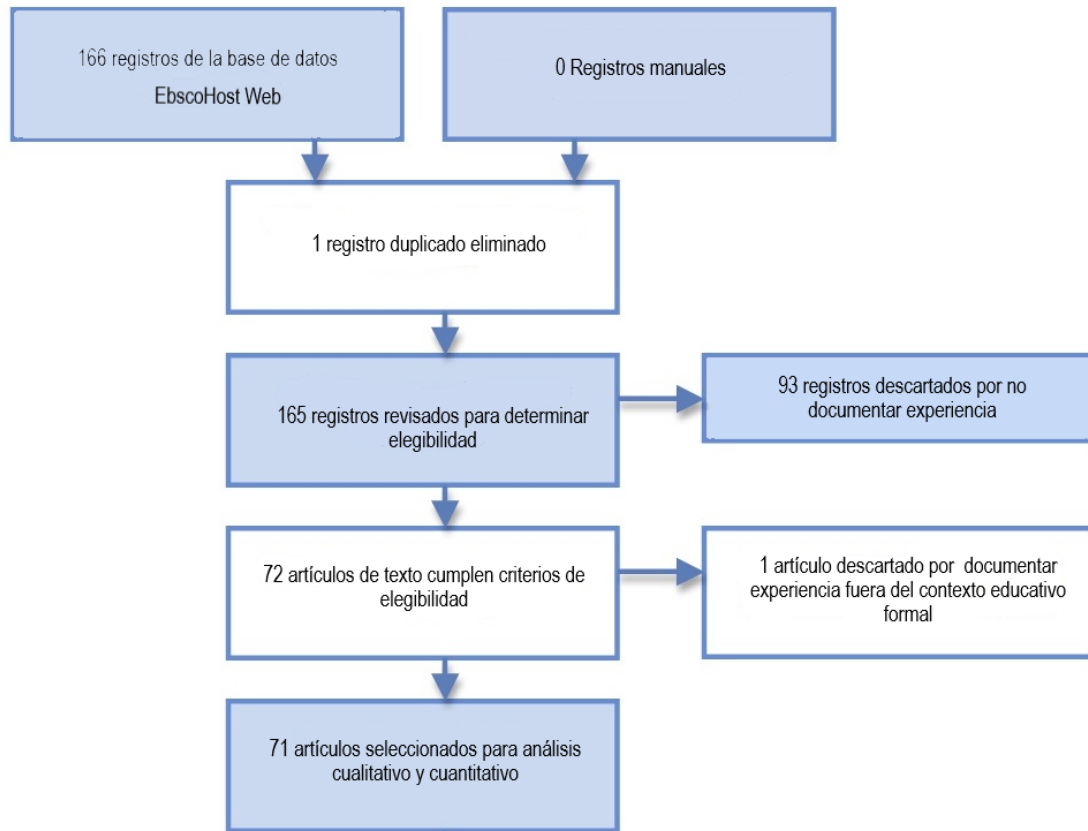 166 registros de la base de datos
EbscoHost Web
0 Registros manuales
1 registro duplicado eliminado
165 registros revisados para determinar
elegibilidad
93 registros descartados por no
documentar experiencia
72 artículos de texto cumplen criterios de
elegibilidad
1 artículo descartado por documentar
experiencia fuera del contexto educativo
formal
71 artículos seleccionados para análisis
cualitativo y cuantitativo